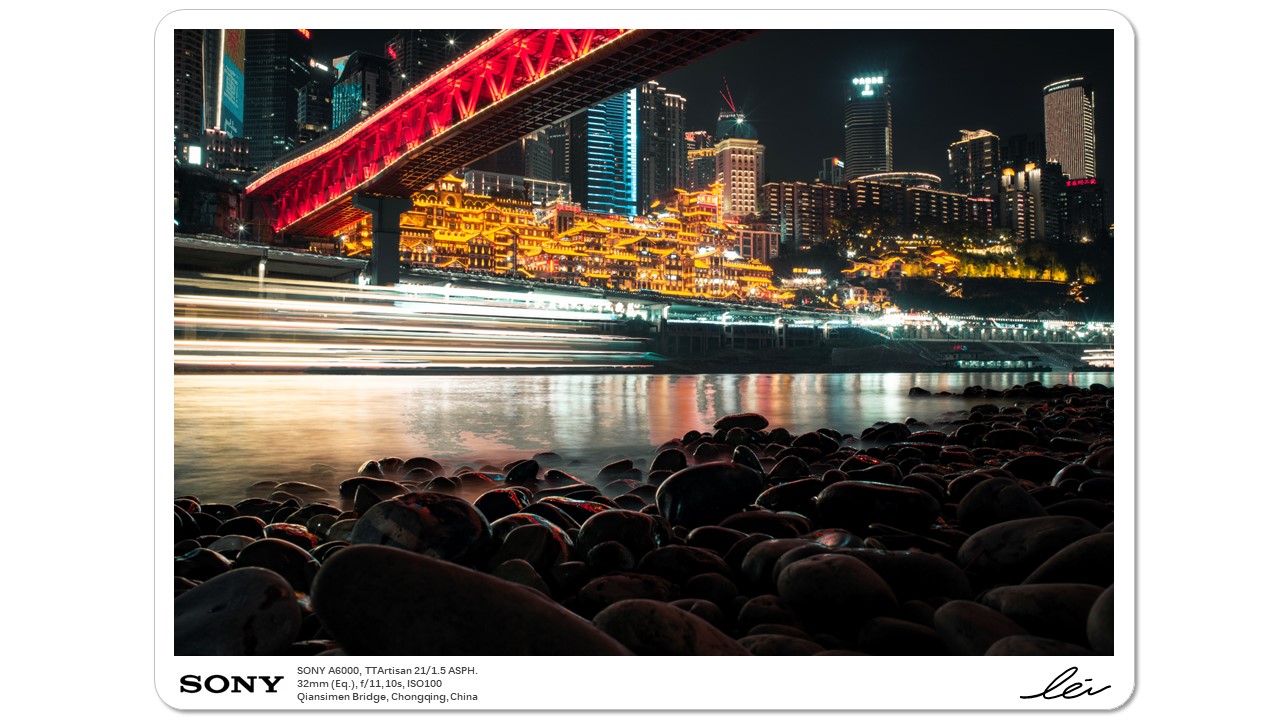 SONY
SONY A6000, TTArtisan 21/1.5 ASPH.
32mm (Eq.), f/11, 10s, ISO100
Qiansimen Bridge, Chongqing, China
lei